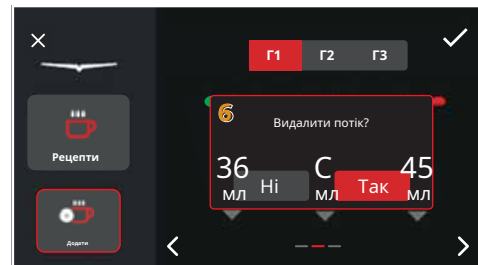 Г1 Г2 Г3
6
Видалити потік?
36 С 45
мл мл мл
Ні Так
Рецепти
Додати